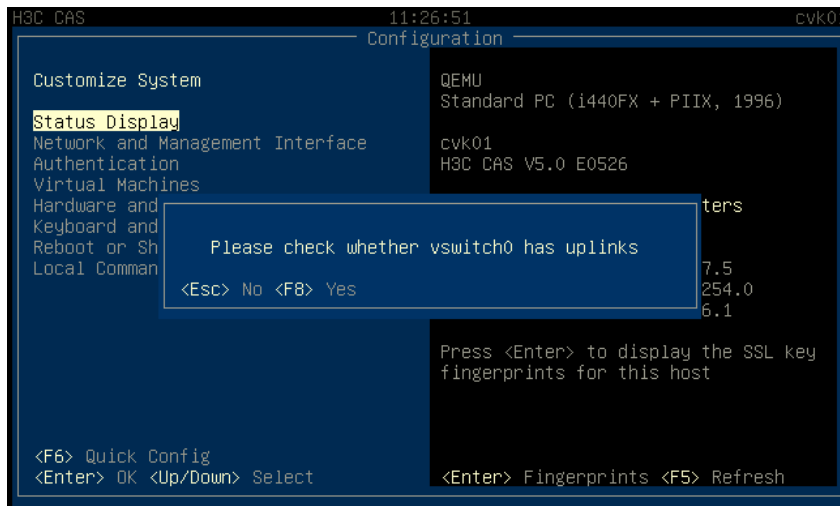 H3C CAS 11:26:51 cvk0
Configuration
Customize System
Status Display
Network and Management Interface
Authentication
Virtual Machines
Hardware and
Keyboard and
Reboot or Sh
Local Comman
Please check whether vswitch0 has uplinks
<Esc> No <F8> Yes
<F6> Quick Config
<Enter> OK <Up/Down> Select
QEMU
Standard PC (i440FX + PIIX, 1996)
cvk01
H3C CAS V5.0 E0526
ters
7.5
254.0
6.1
Press <Enter> to display the SSL key
fingerprints for this host
<Enter> Fingerprints <F5> Refresh